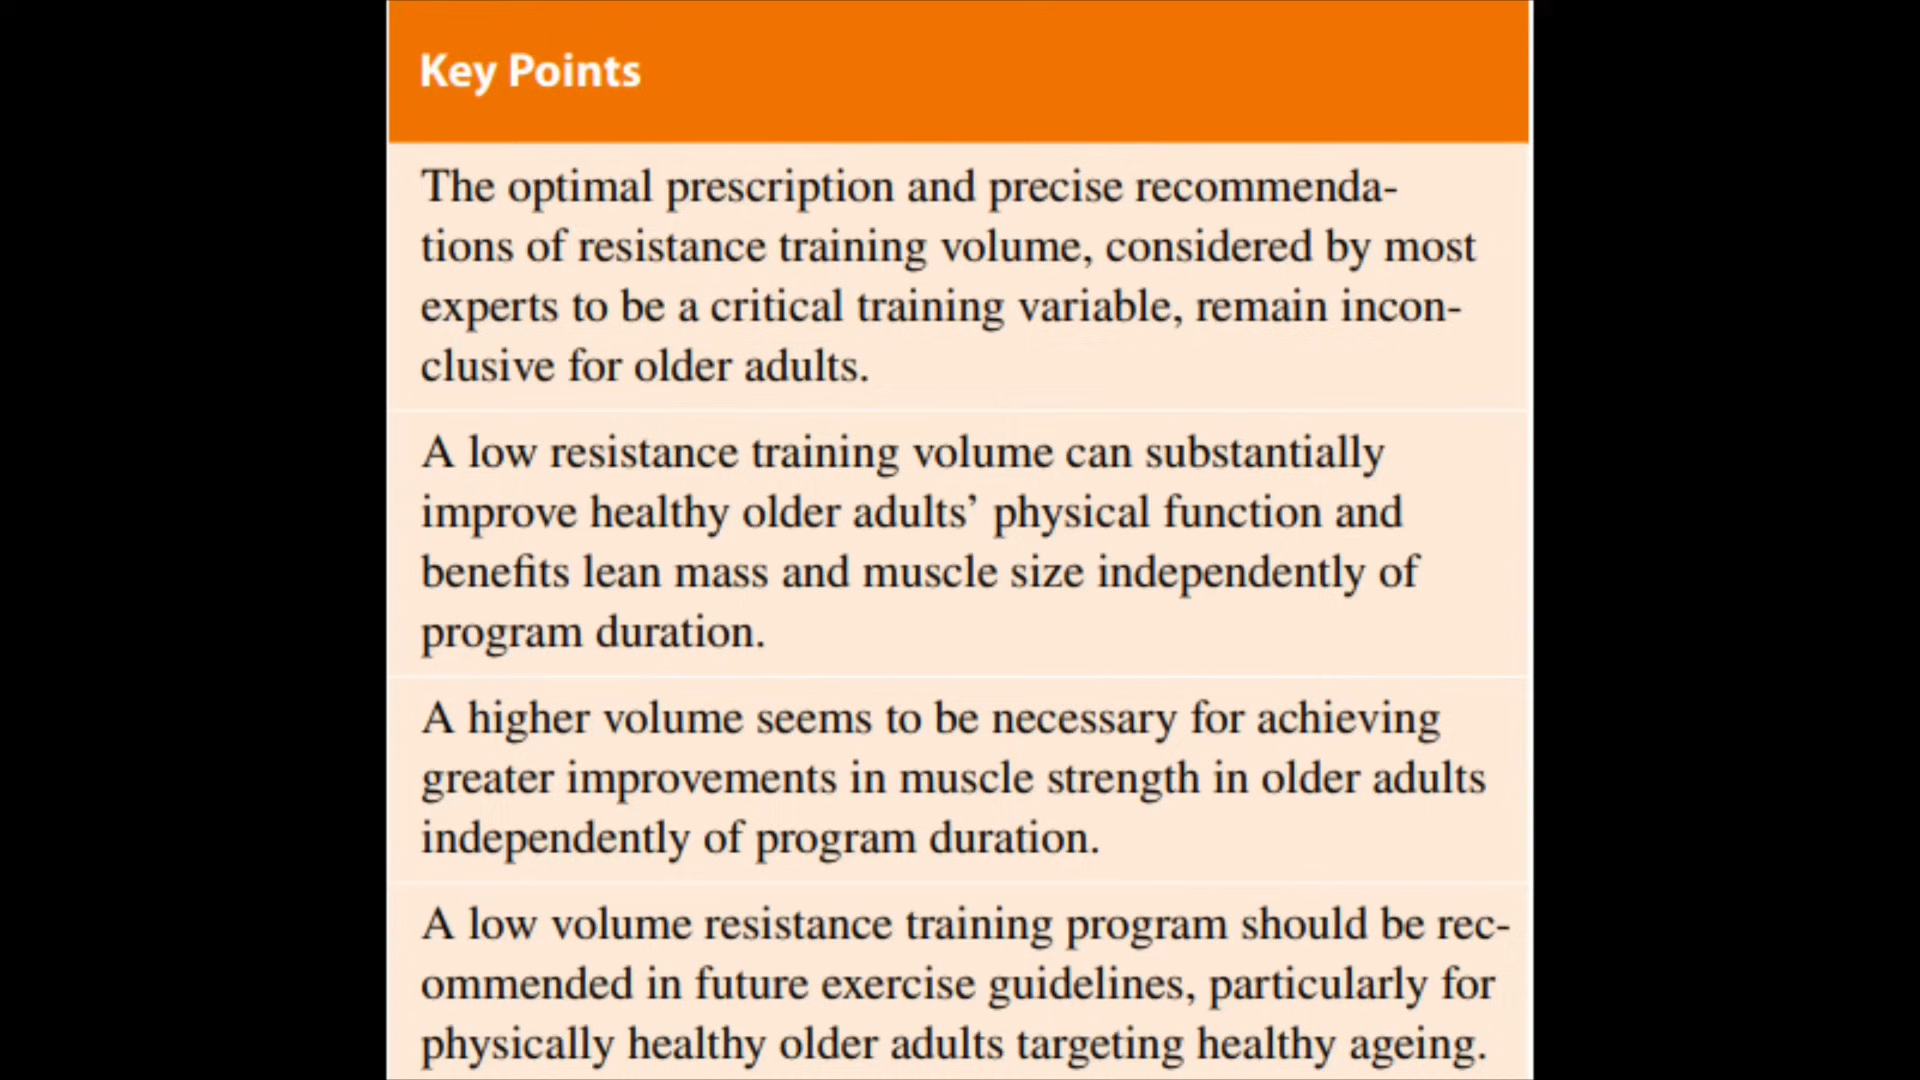 Key Points
The optimal prescription and precise recommenda-
tions of resistance training volume, considered by most
experts to be a critical training variable, remain incon-
clusive for older adults.
A low resistance training volume can substantially
improve healthy older adults’ physical function and
benefits lean mass and muscle size independently of
program duration.
A higher volume seems to be necessary for achieving
greater improvements in muscle strength in older adults
independently of program duration.
A low volume resistance training program should be rec-
ommended in future exercise guidelines, particularly for
physically healthy older adults targeting healthy ageing.